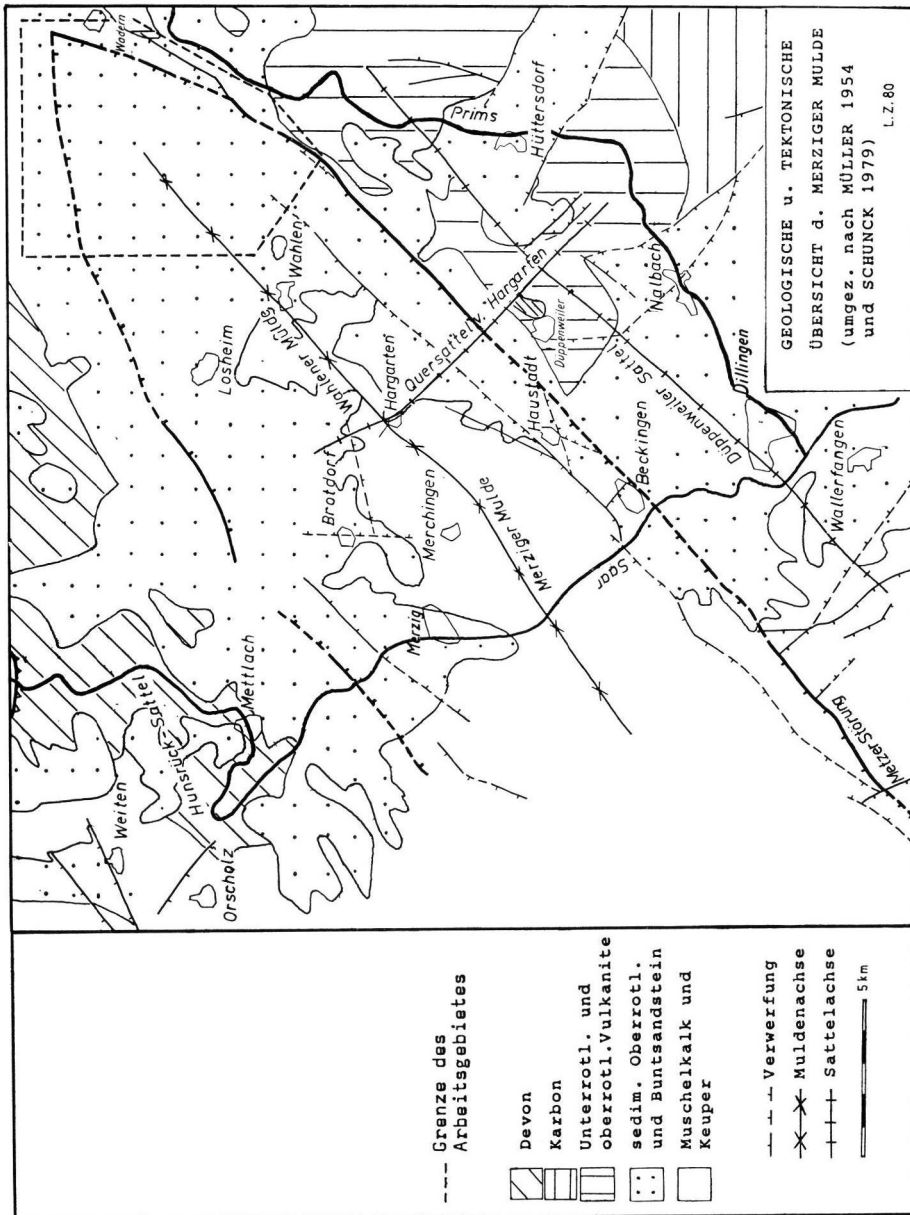 GEOLOGISCHE u. TEKTONISCHE
ÜBERSICHT d. MERZIGER MULDE
(umgez. nach MÜLLER 1954
und SCHUNCK 1979)
L.Z. 80
Wadern
Weiten
Orscholz
Hunsrück-Sattel
Mettlach
Losheim
Wahlen
Wahlener Mulde
Brotdorf
Hargarten
Quersattel v. Hargarten
Merchingen
Merzig
Merziger Mulde
Saar
Haustadt
Beckingen
Düppenweiler
Düppenweiler Sattel
Prims
Hüttersdorf
Nalbach
Dillingen
Wallerfangen
Metzer Störung
Grenze des
Arbeitsgebietes
Devon
Karbon
Unterrotl. und
oberrotl. Vulkanite
sedim. Oberrotl.
und Buntsandstein
Muschelkalk und
Keuper
Verwerfung
Muldenachse
Sattelachse
5 km